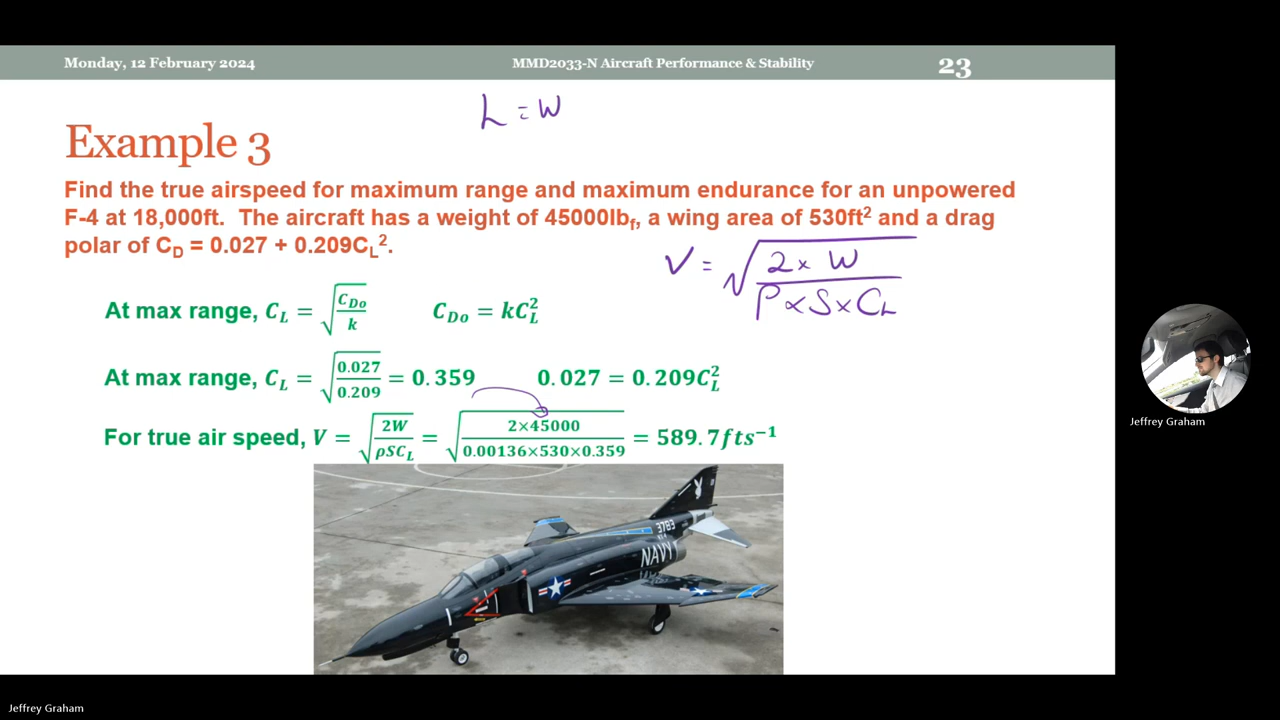 Monday, 12 February 2024 MMD2033-N Aircraft Performance & Stability 23
L = W
Example 3
Find the true airspeed for maximum range and maximum endurance for an unpowered
F-4 at 18,000ft. The aircraft has a weight of 45000lbf, a wing area of 530ft² and a drag
polar of CD = 0.027 + 0.209CL².
V = √(2 × W / ρ × S × CL)
At max range, CL = √(CDo / k) CDo = kCL²
At max range, CL = √(0.027 / 0.209) = 0.359 0.027 = 0.209CL²
For true air speed, V = √(2W / ρSCL) = √(2×45000 / 0.00136×530×0.359) = 589.7fts⁻¹
3783
NAVY
Jeffrey Graham
Jeffrey Graham